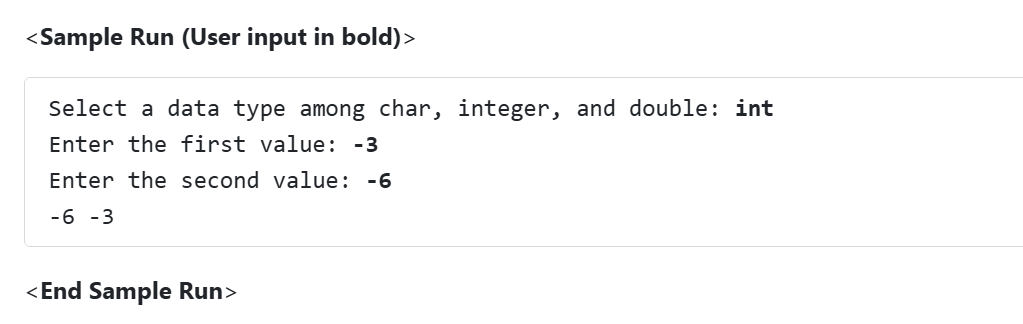 <Sample Run (User input in bold)>
Select a data type among char, integer, and double: int
Enter the first value: -3
Enter the second value: -6
-6 -3
<End Sample Run>